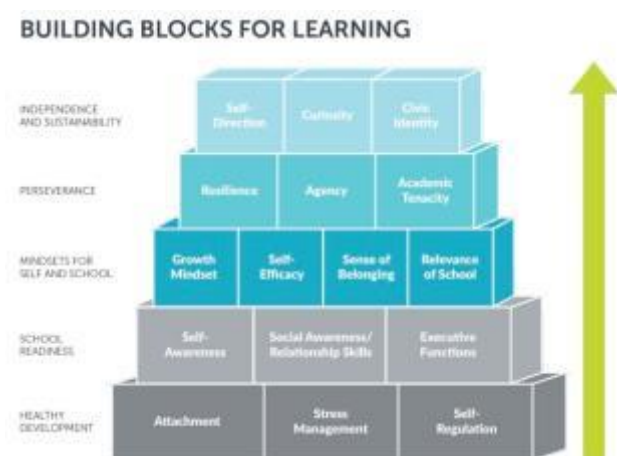 BUILDING BLOCKS FOR LEARNING
INDEPENDENCE
AND SUSTAINABILITY
Self-
Direction
Curiosity
Civic
Identity
PERSEVERANCE
Resilience
Agency
Academic
Tenacity
MINDSETS FOR
SELF AND SCHOOL
Growth
Mindset
Self-
Efficacy
Sense of
Belonging
Relevance
of School
SCHOOL
READINESS
Self-
Awareness
Social Awareness/
Relationship Skills
Executive
Functions
HEALTHY
DEVELOPMENT
Attachment
Stress
Management
Self-
Regulation